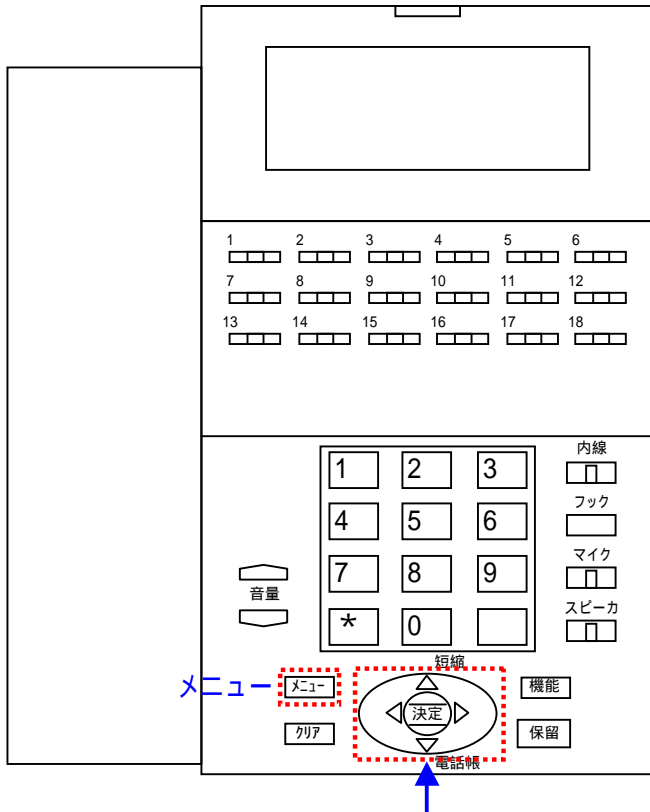 1 2 3 4 5 6
7 8 9 10 11 12
13 14 15 16 17 18
内線
1 2 3
フック
4 5 6
マイク
7 8 9
音量
スピーカ
* 0
短縮
メニュー
ﾒﾆｭｰ
機能
決定
ｸﾘｱ
保留
電話帳